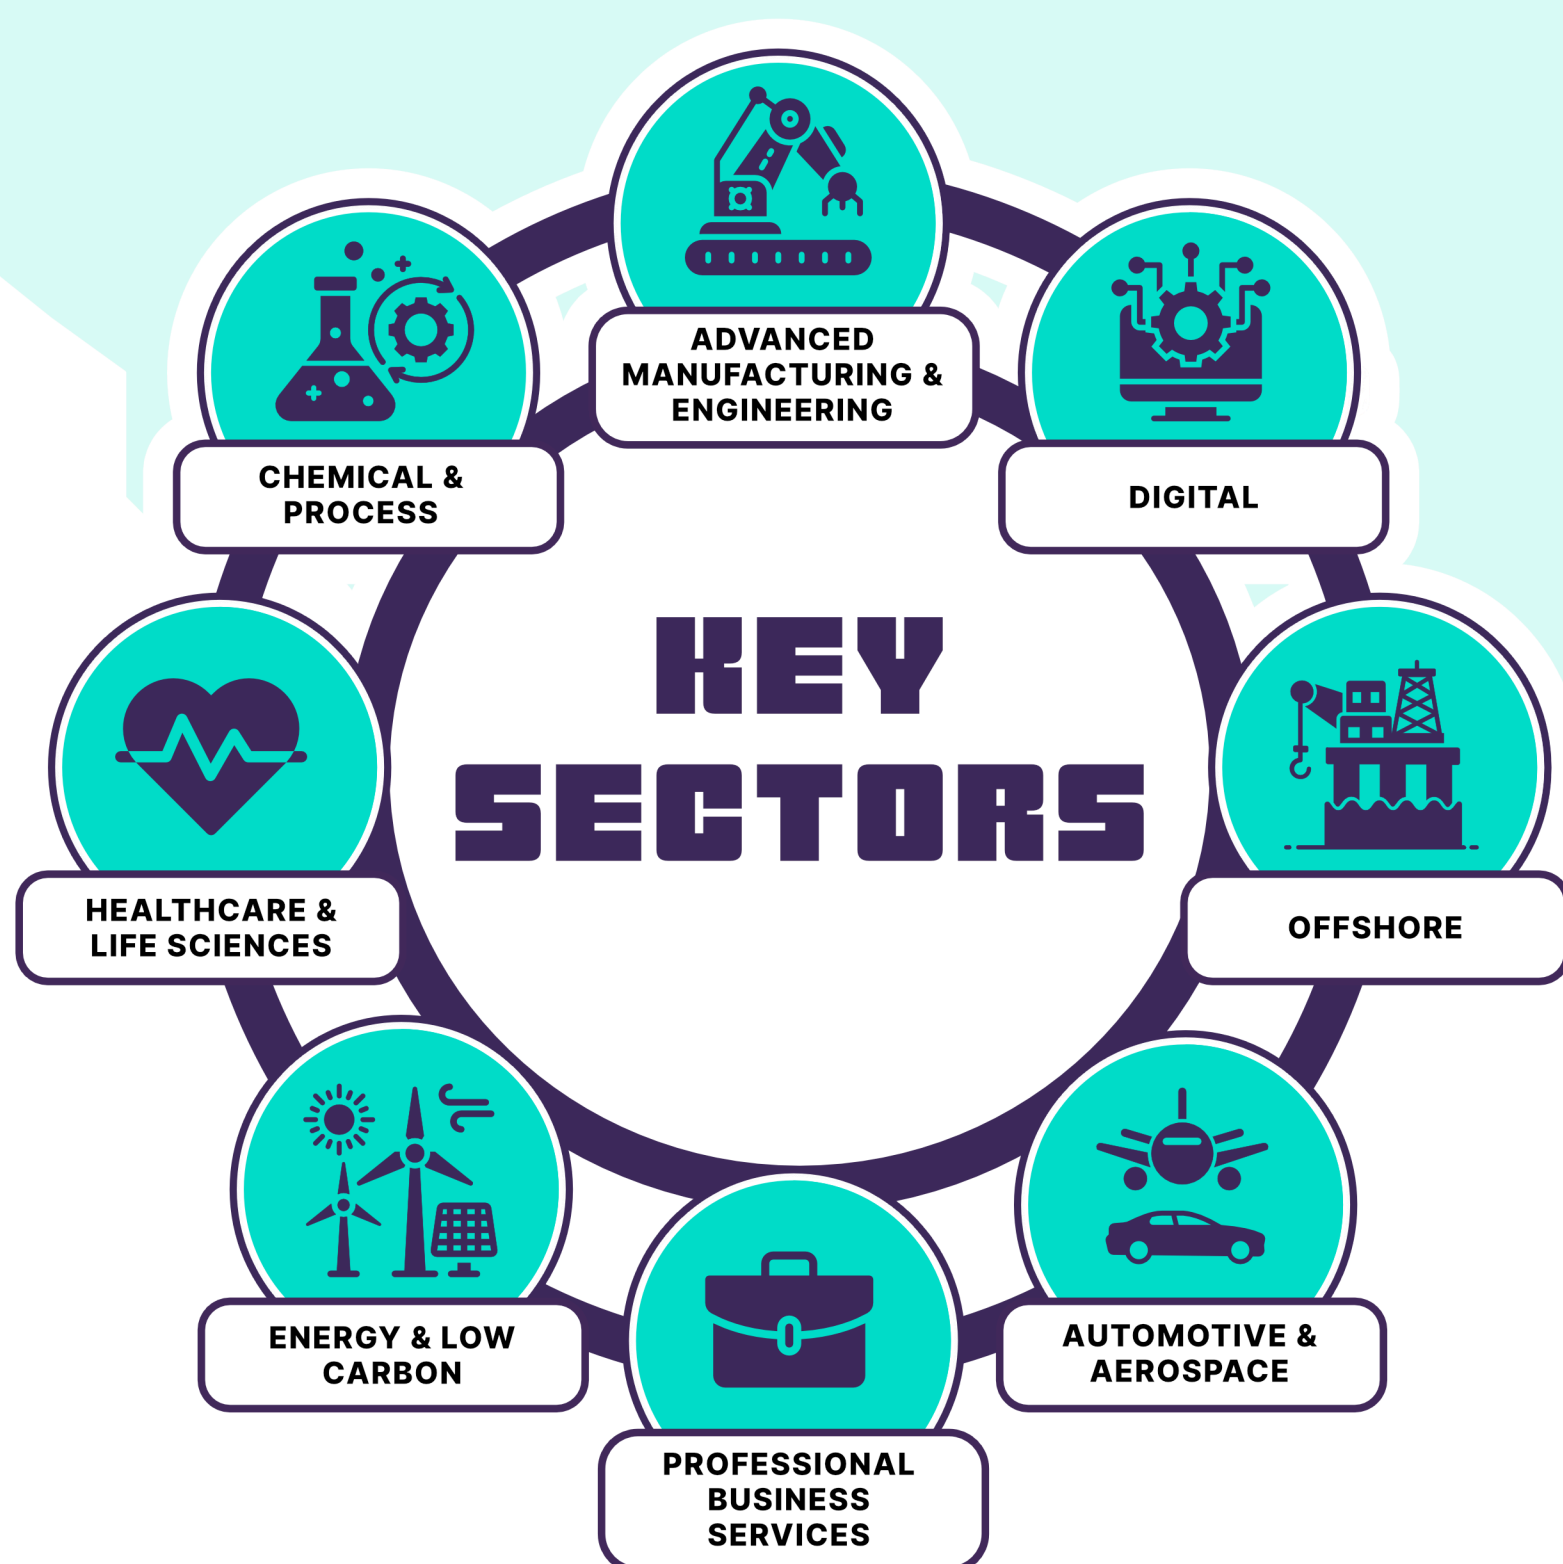 ADVANCED
MANUFACTURING &
ENGINEERING
CHEMICAL &
PROCESS
DIGITAL
KEY
SECTORS
HEALTHCARE &
LIFE SCIENCES
OFFSHORE
ENERGY & LOW
CARBON
AUTOMOTIVE &
AEROSPACE
PROFESSIONAL
BUSINESS
SERVICES